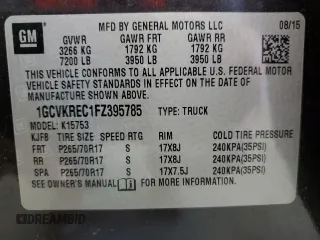 GM
MFD BY GENERAL MOTORS LLC 08/15
GVWR GAWR FRT GAWR RR
3266 KG 1792 KG 1792 KG
7200 LB 3950 LB 3950 LB
THIS VEHICLE CONFORMS TO ALL APPLICABLE U.S. FEDERAL MOTOR
VEHICLE SAFETY STANDARDS IN EFFECT ON THE DATE OF
MANUFACTURE SHOWN ABOVE.
1GCVKREC1FZ395785 TYPE: TRUCK
MODEL: K15753
KJFB TIRE SIZE SPEED RTG RIM COLD TIRE PRESSURE
FRT P265/70R17 S 17X8J 240KPA(35PSI)
RR P265/70R17 S 17X8J 240KPA(35PSI)
SPA P265/70R17 S 17X7.5J 240KPA(35PSI)
SEE OWNER'S MANUAL FOR ADDITIONAL INFORMATION
DREAMBID